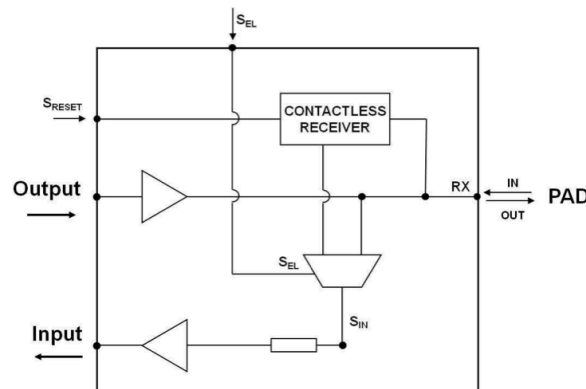 SEL
SRESET
CONTACTLESS
RECEIVER
Output
RX
IN
PAD
OUT
SEL
SIN
Input